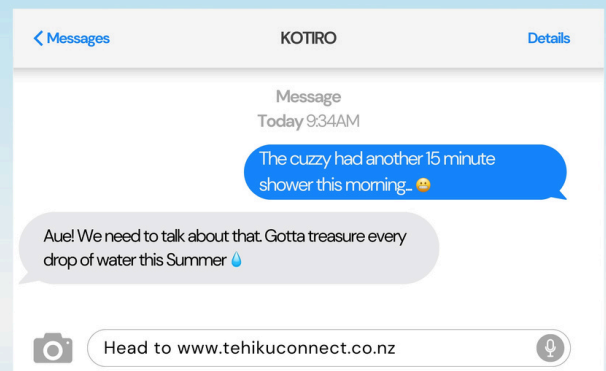 Messages KOTIRO Details
Message
Today 9:34AM
The cuzzy had another 15 minute
shower this morning.. 😬
Aue! We need to talk about that. Gotta treasure every
drop of water this Summer 💧
Head to www.tehikuconnect.co.nz